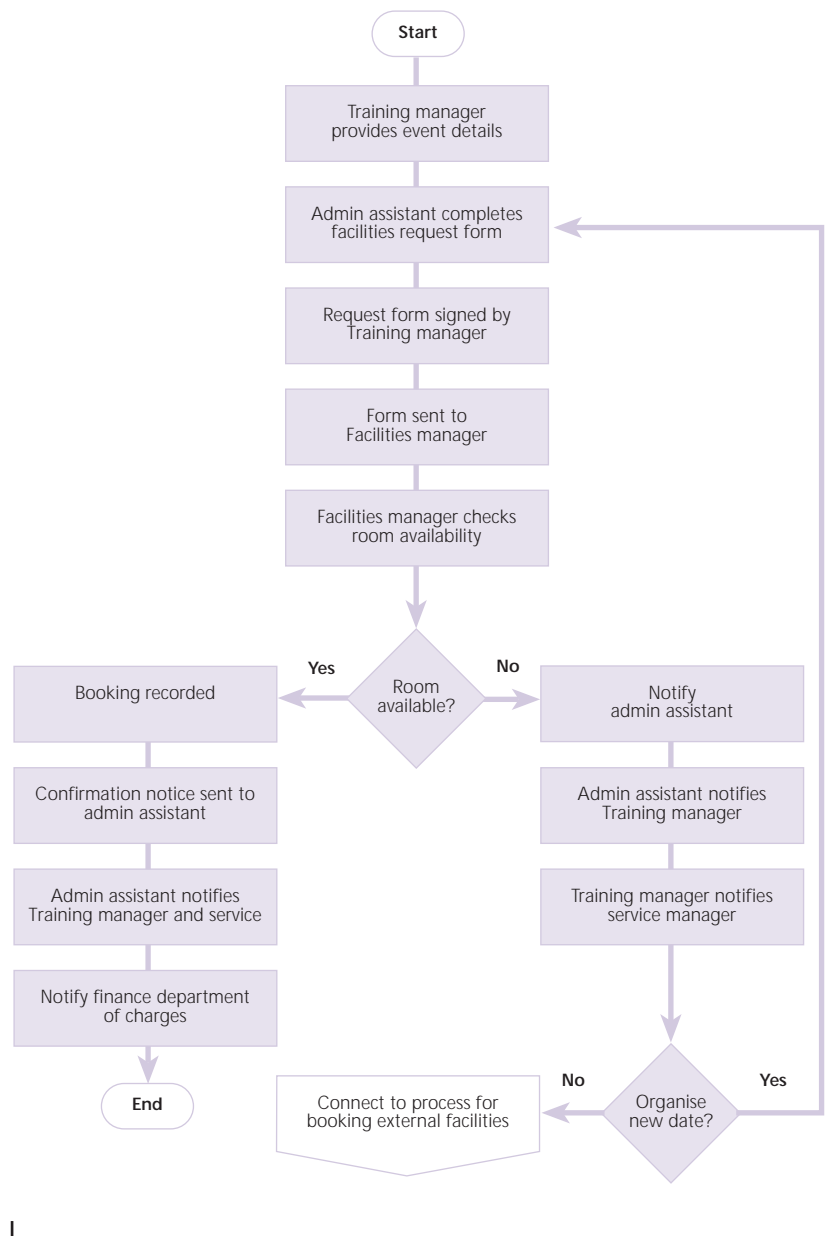 Start
Training manager
provides event details
Admin assistant completes
facilities request form
Request form signed by
Training manager
Form sent to
Facilities manager
Facilities manager checks
room availability
Room
available?
Yes
No
Booking recorded
Confirmation notice sent to
admin assistant
Admin assistant notifies
Training manager and service
Notify finance department
of charges
End
Notify
admin assistant
Admin assistant notifies
Training manager
Training manager notifies
service manager
Organise
new date?
No
Yes
Connect to process for
booking external facilities